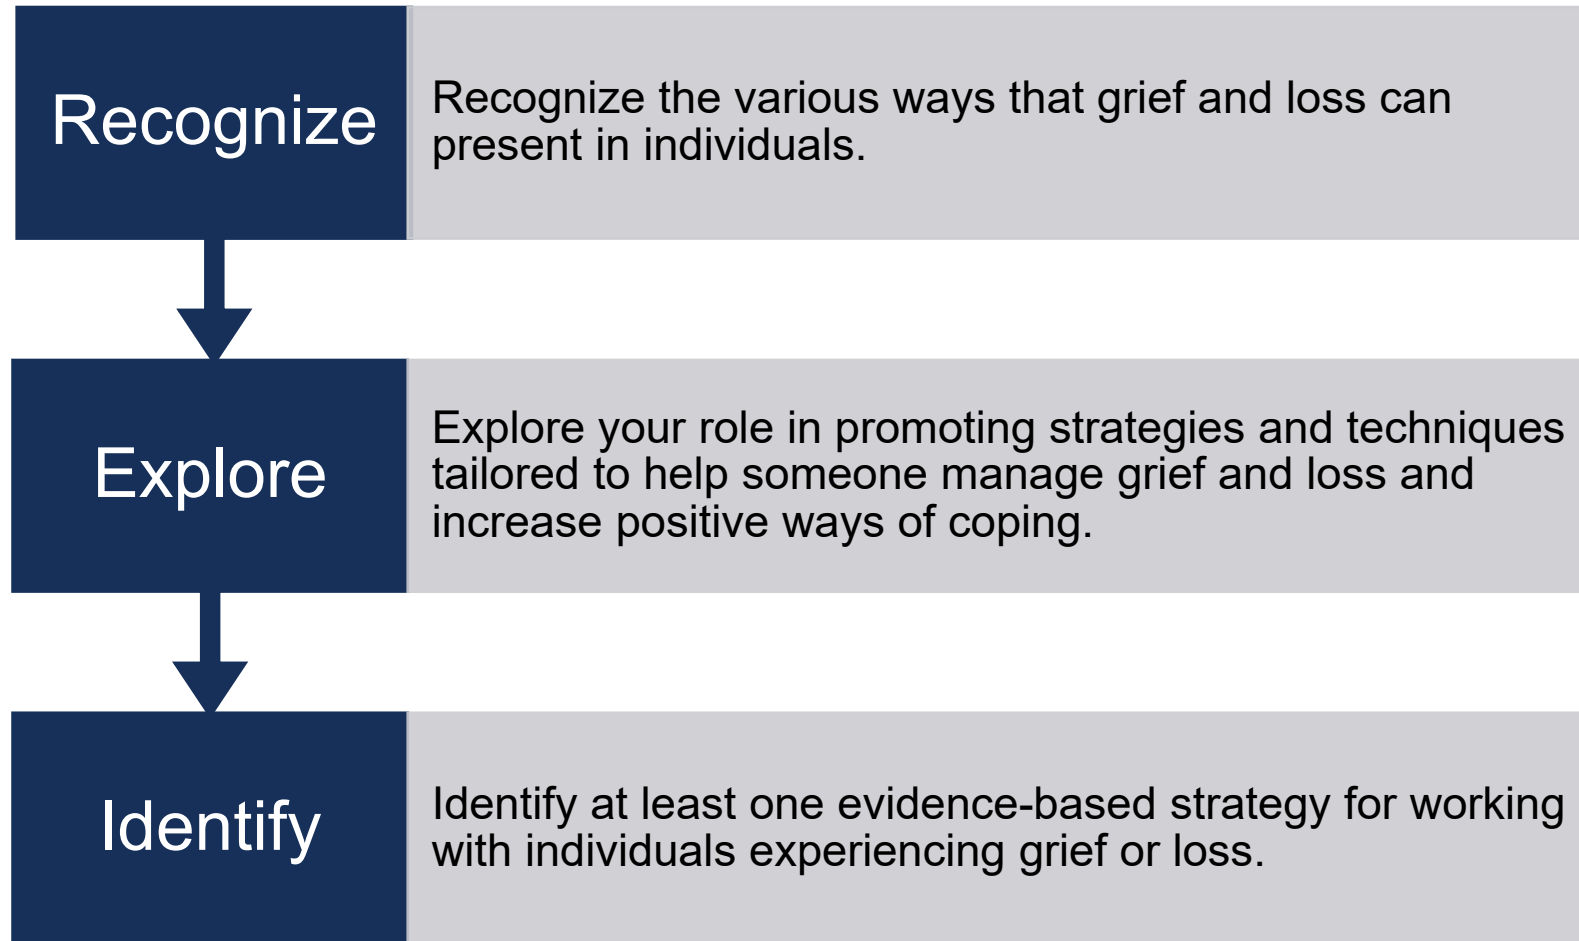 Recognize
Recognize the various ways that grief and loss can
present in individuals.
Explore
Explore your role in promoting strategies and techniques
tailored to help someone manage grief and loss and
increase positive ways of coping.
Identify
Identify at least one evidence-based strategy for working
with individuals experiencing grief or loss.